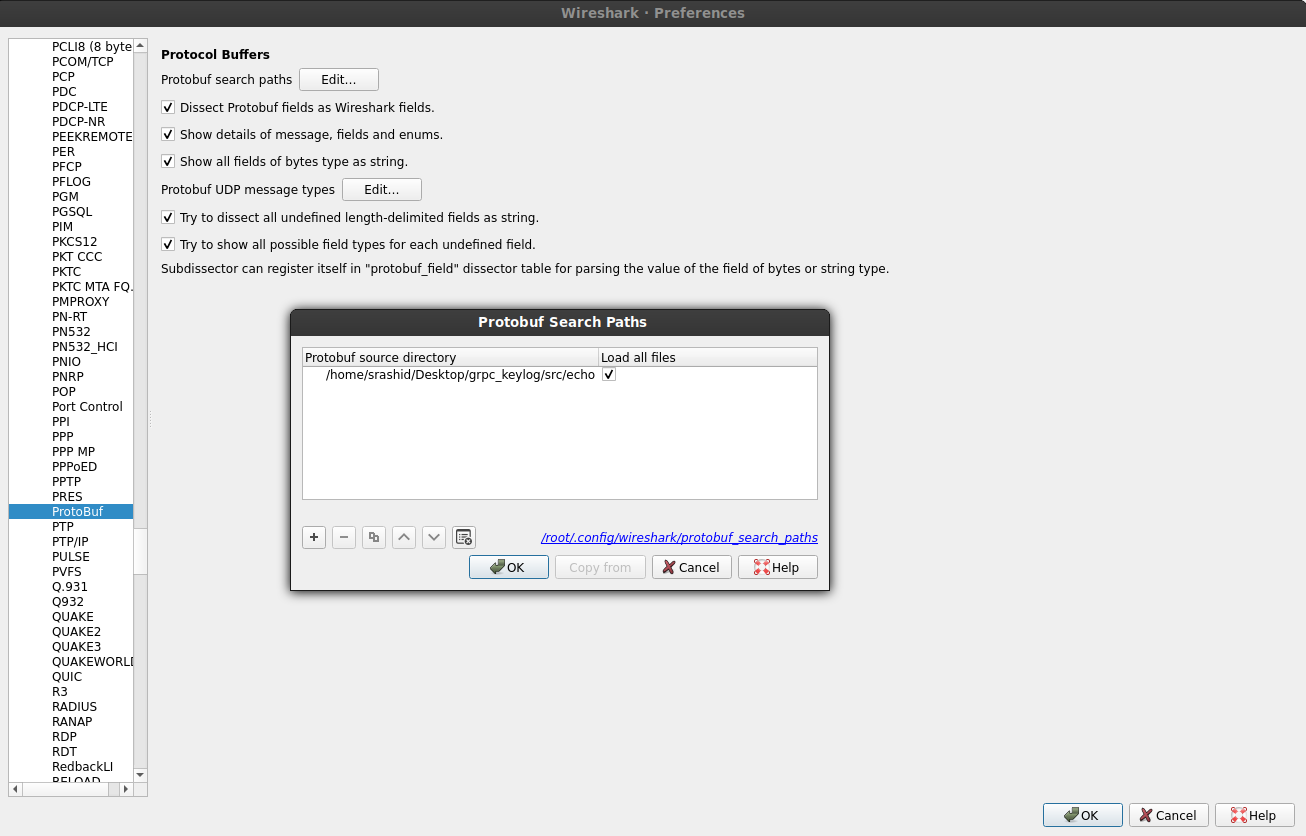 Wireshark · Preferences
PCLI8 (8 byte
PCOM/TCP
PCP
PDC
PDCP-LTE
PDCP-NR
PEEKREMOTE
PER
PFCP
PFLOG
PGM
PGSQL
PIM
PKCS12
PKT CCC
PKTC
PKTC MTA FQ.
PMPROXY
PN-RT
PN532
PN532_HCI
PNIO
PNRP
POP
Port Control
PPI
PPP
PPP MP
PPPoED
PPTP
PRES
ProtoBuf
PTP
PTP/IP
PULSE
PVFS
Q.931
Q932
QUAKE
QUAKE2
QUAKE3
QUAKEWORLD
QUIC
R3
RADIUS
RANAP
RDP
RDT
RedbackLI
RELOAD
Protocol Buffers
Protobuf search paths Edit...
Dissect Protobuf fields as Wireshark fields.
Show details of message, fields and enums.
Show all fields of bytes type as string.
Protobuf UDP message types Edit...
Try to dissect all undefined length-delimited fields as string.
Try to show all possible field types for each undefined field.
Subdissector can register itself in "protobuf_field" dissector table for parsing the value of the field of bytes or string type.
Protobuf Search Paths
Protobuf source directory Load all files
/home/srashid/Desktop/grpc_keylog/src/echo
/root/.config/wireshark/protobuf_search_paths
OK Copy from Cancel Help
OK Cancel Help